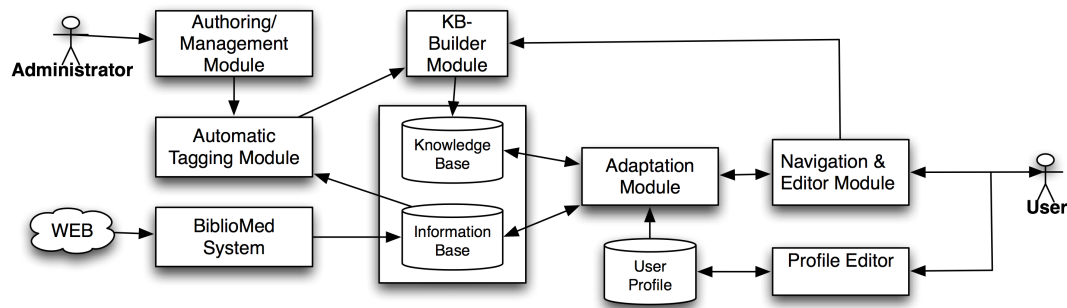 Administrator
Authoring/
Management
Module
KB-
Builder
Module
Automatic
Tagging Module
Knowledge
Base
Adaptation
Module
Navigation &
Editor Module
User
WEB
BiblioMed
System
Information
Base
User
Profile
Profile Editor